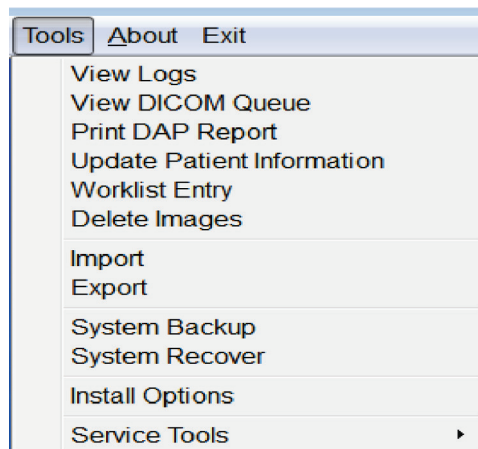 Tools About Exit
View Logs
View DICOM Queue
Print DAP Report
Update Patient Information
Worklist Entry
Delete Images
Import
Export
System Backup
System Recover
Install Options
Service Tools